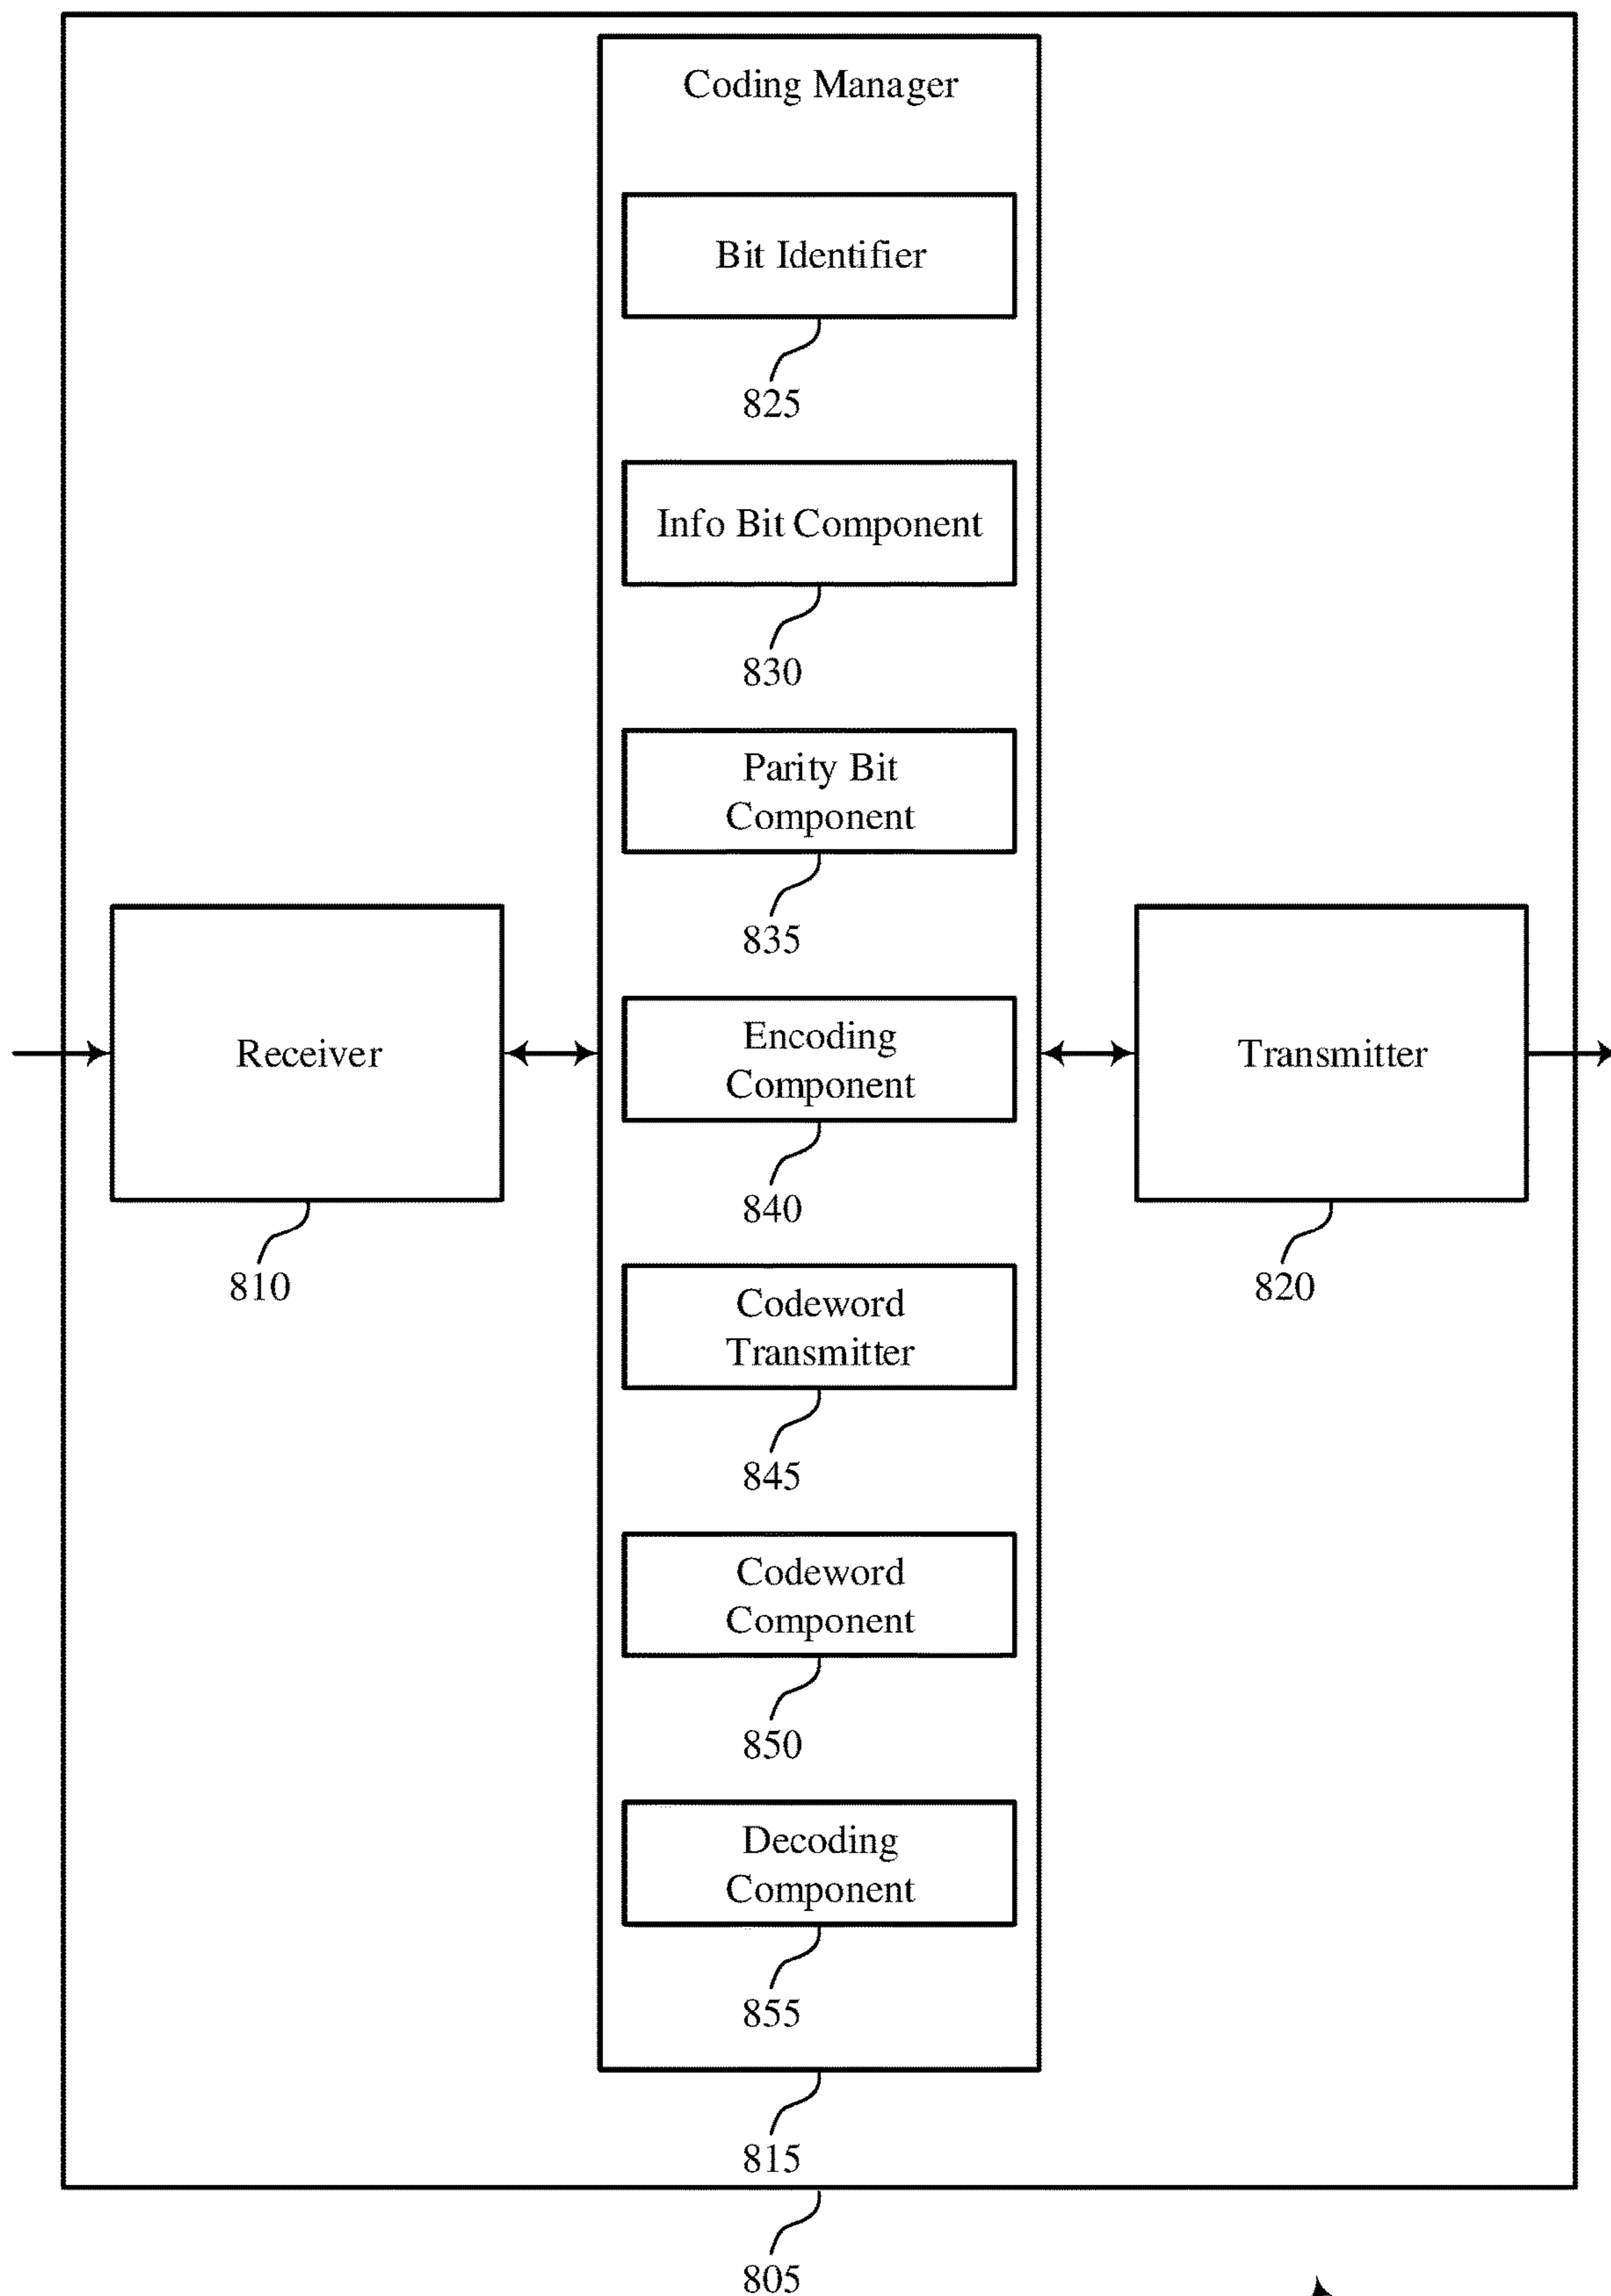 Coding Manager
Bit Identifier
825
Info Bit Component
830
Parity Bit
Component
835
Receiver
810
Encoding
Component
840
Transmitter
820
Codeword
Transmitter
845
Codeword
Component
850
Decoding
Component
855
815
805